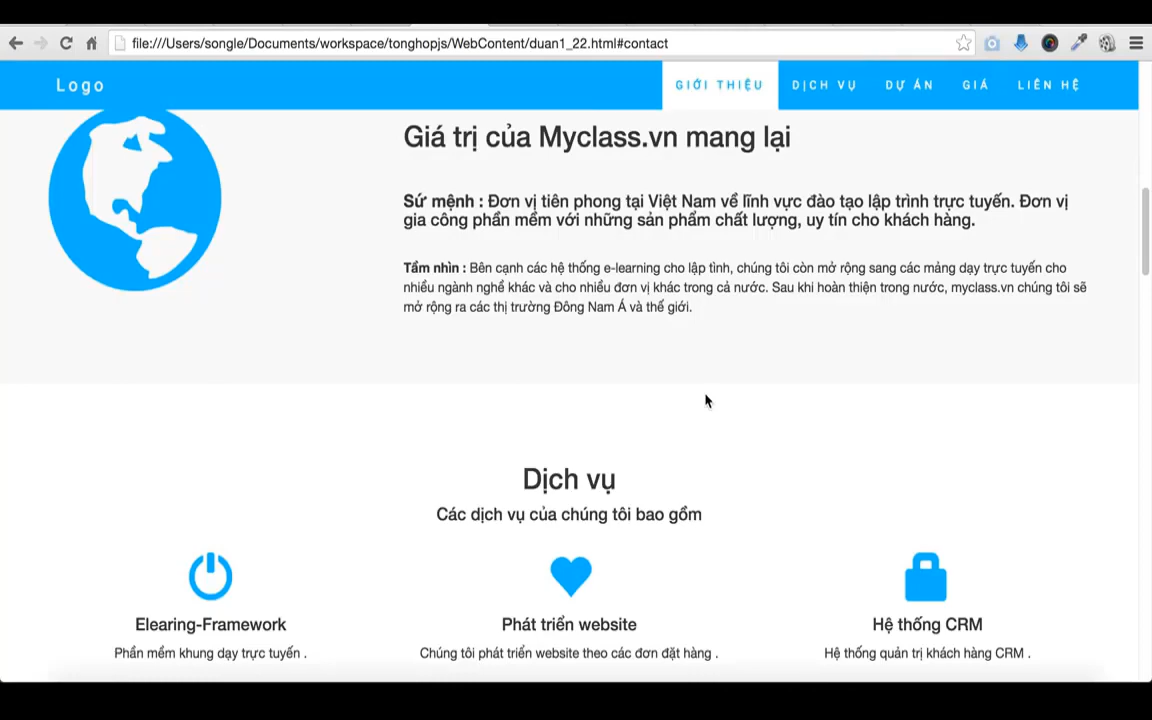 file:///Users/songle/Documents/workspace/tonghopjs/WebContent/duan1_22.html#contact
Logo
GIỚI THIỆU
DỊCH VỤ
DỰ ÁN
GIÁ
LIÊN HỆ
Giá trị của Myclass.vn mang lại
Sứ mệnh : Đơn vị tiên phong tại Việt Nam về lĩnh vực đào tạo lập trình trực tuyến. Đơn vị
gia công phần mềm với những sản phẩm chất lượng, uy tín cho khách hàng.
Tầm nhìn : Bên cạnh các hệ thống e-learning cho lập tình, chúng tôi còn mở rộng sang các mảng dạy trực tuyến cho
nhiều ngành nghề khác và cho nhiều đơn vị khác trong cả nước. Sau khi hoàn thiện trong nước, myclass.vn chúng tôi sẽ
mở rộng ra các thị trường Đông Nam Á và thế giới.
Dịch vụ
Các dịch vụ của chúng tôi bao gồm
Elearing-Framework
Phần mềm khung dạy trực tuyến .
Phát triển website
Chúng tôi phát triển website theo các đơn đặt hàng .
Hệ thống CRM
Hệ thống quản trị khách hàng CRM .